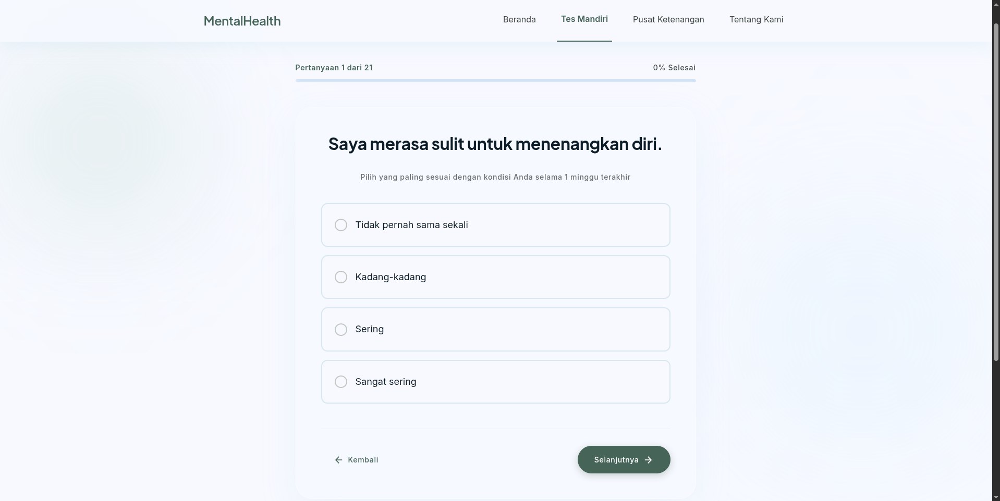 MentalHealth
Beranda
Tes Mandiri
Pusat Ketenangan
Tentang Kami
Pertanyaan 1 dari 21
0% Selesai
Saya merasa sulit untuk menenangkan diri.
Pilih yang paling sesuai dengan kondisi Anda selama 1 minggu terakhir
Tidak pernah sama sekali
Kadang-kadang
Sering
Sangat sering
Kembali
Selanjutnya